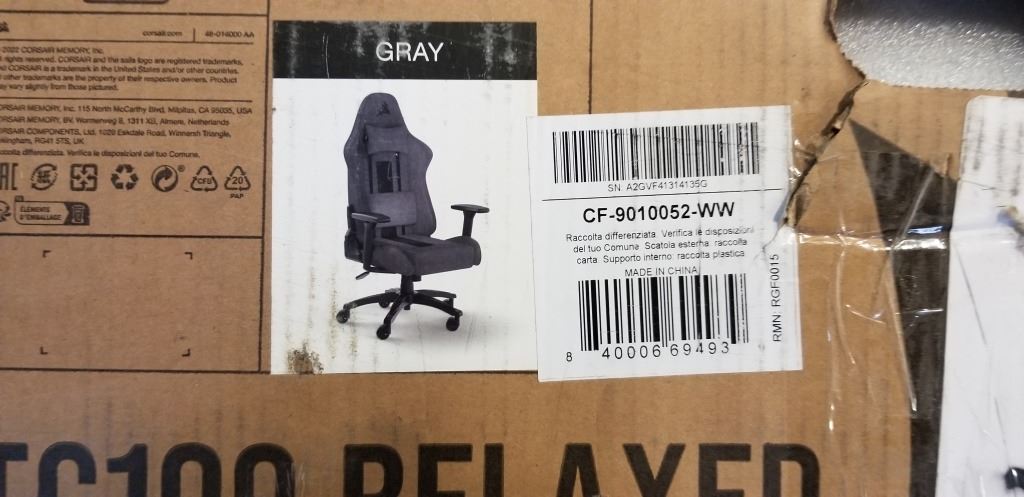 corsair.com | 48-014000 AA
2022 CORSAIR MEMORY, Inc.
rights reserved. CORSAIR and the sails logo are registered trademarks,
CORSAIR is a trademark in the United States and/or other countries.
other trademarks are the property of their respective owners. Product
may vary slightly from those pictured.
CORSAIR MEMORY, Inc. 115 North McCarthy Blvd, Milpitas, CA 95035, USA
CORSAIR MEMORY, BV, Wormerweg 8, 1311 XB, Almere, Netherlands
CORSAIR COMPONENTS, Ltd. 1029 Eskdale Road, Winnersh Triangle,
RG41 5TS, UK
differenziata. Verifica le disposizioni del tuo Comune.
CFU
20
PAP
ÉLÉMENTS
D'EMBALLAGE
GRAY
SN: A2GVF41314135G
CF-9010052-WW
Raccolta differenziata. Verifica le disposizioni
del tuo Comune. Scatola esterna: raccolta
carta. Supporto interno: raccolta plastica
MADE IN CHINA
8 40006 69493
RMN: RGF0015
TC100 RELAXED